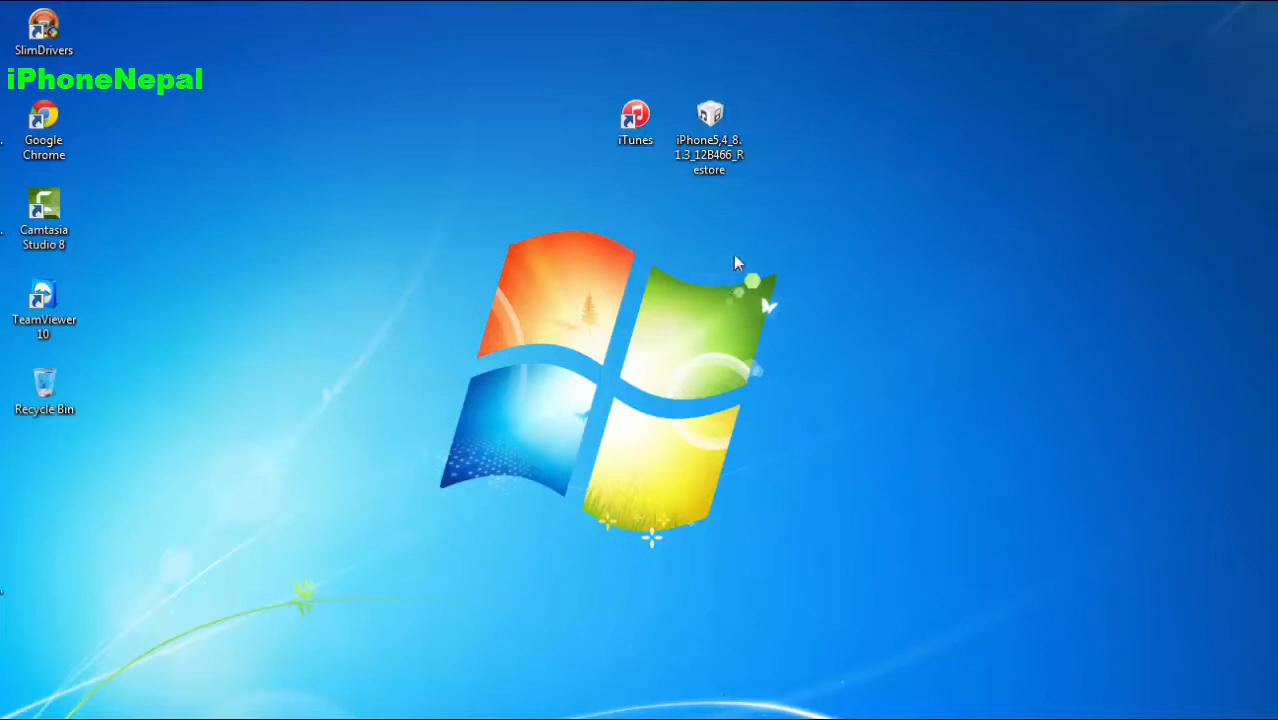 SlimDrivers
iPhoneNepal
Google
Chrome
iTunes
iPhone5,4_8.
1.3_12B466_R
estore
Camtasia
Studio 8
TeamViewer
10
Recycle Bin